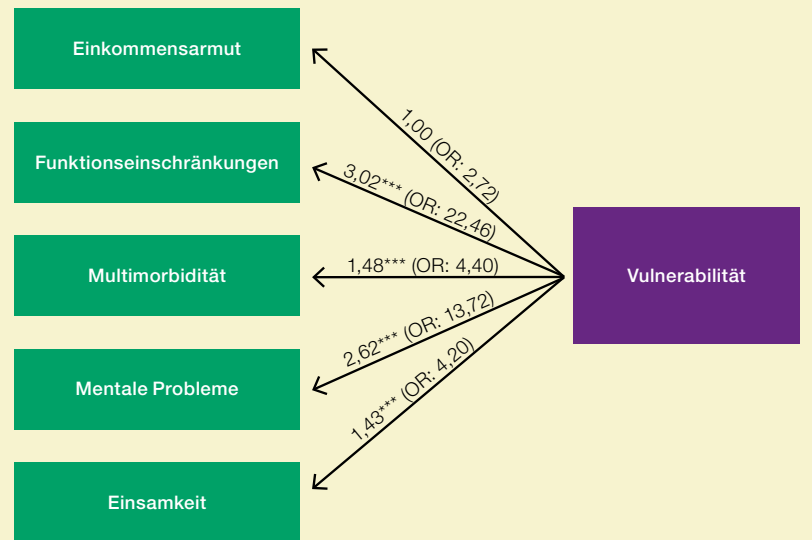 Einkommensarmut
1,00 (OR: 2,72)
Funktionseinschränkungen
3,02*** (OR: 22,46)
Multimorbidität
1,48*** (OR: 4,40)
Vulnerabilität
2,62*** (OR: 13,72)
Mentale Probleme
1,43*** (OR: 4,20)
Einsamkeit